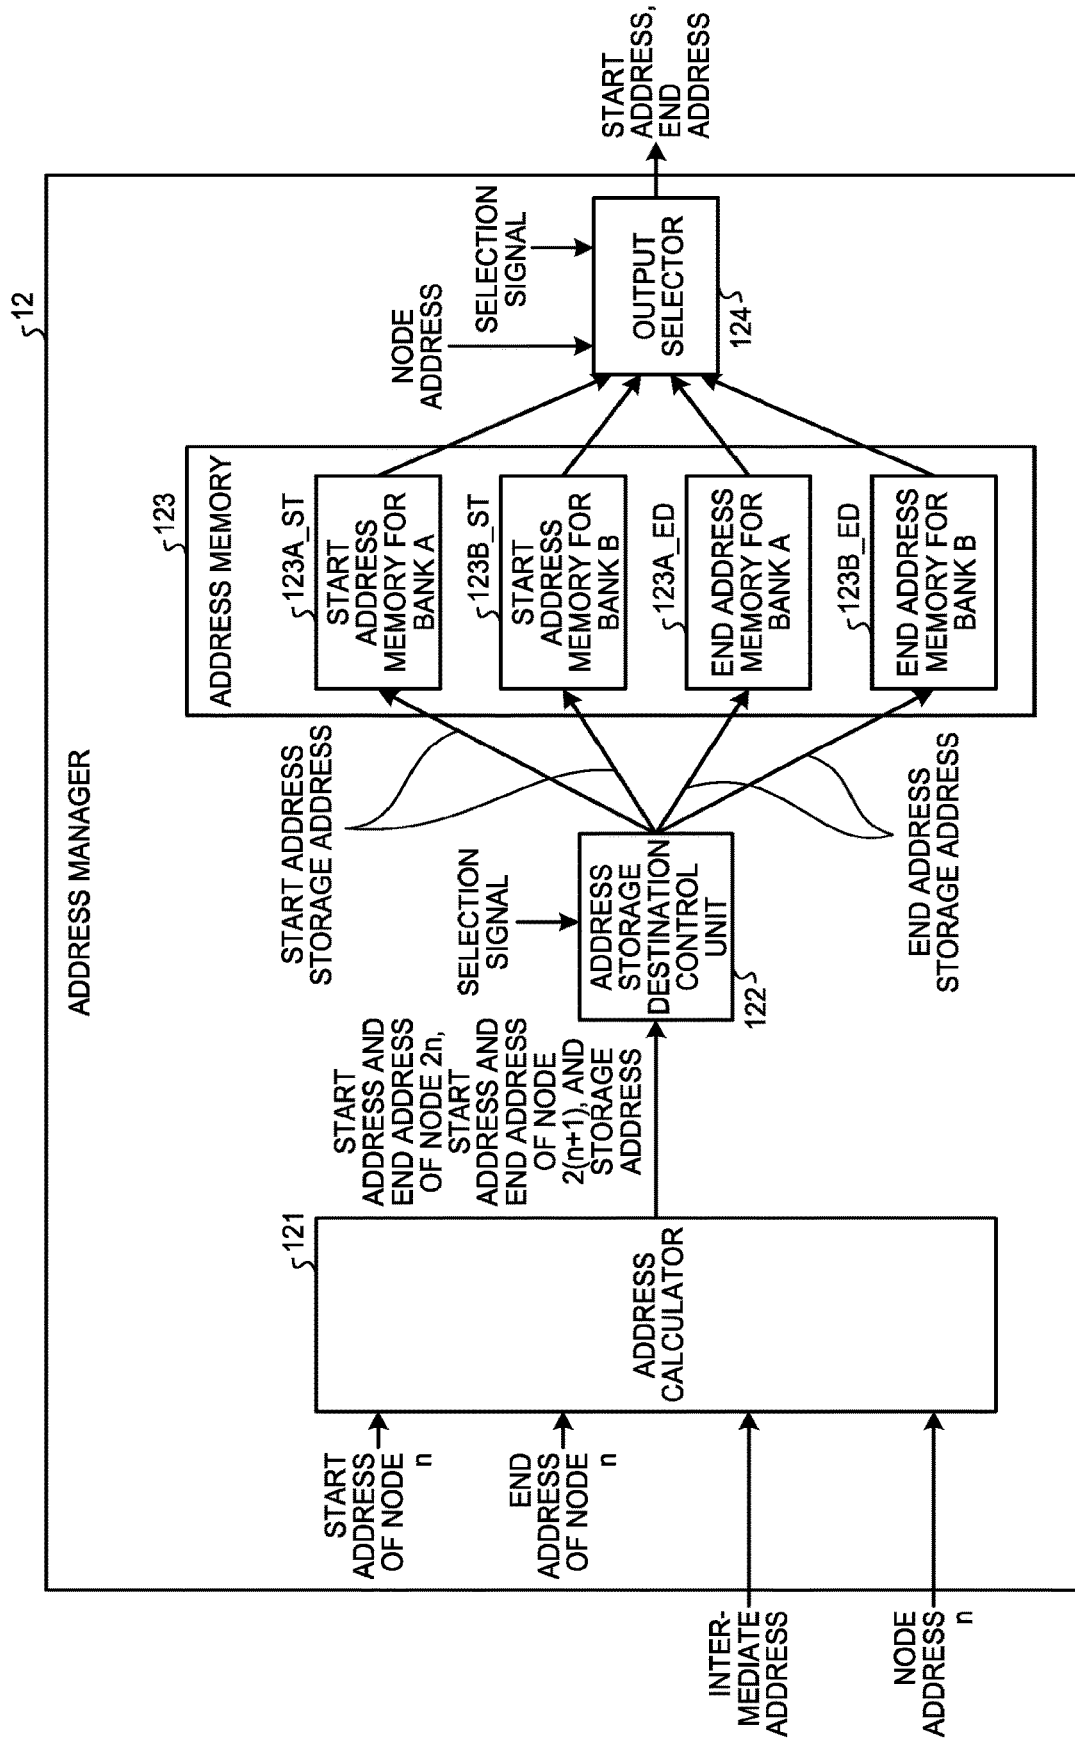 12
ADDRESS MANAGER
START
ADDRESS
OF NODE
n
END
ADDRESS
OF NODE
n
INTER-
MEDIATE
ADDRESS
NODE
ADDRESS
n
121
ADDRESS
CALCULATOR
START
ADDRESS AND
END ADDRESS
OF NODE 2n,
START
ADDRESS AND
END ADDRESS
OF NODE
2(n+1), AND
STORAGE
ADDRESS
SELECTION
SIGNAL
ADDRESS
STORAGE
DESTINATION
CONTROL
UNIT
122
START ADDRESS
STORAGE ADDRESS
END ADDRESS
STORAGE ADDRESS
123
ADDRESS MEMORY
123A_ST
START
ADDRESS
MEMORY FOR
BANK A
123B_ST
START
ADDRESS
MEMORY FOR
BANK B
123A_ED
END ADDRESS
MEMORY FOR
BANK A
123B_ED
END ADDRESS
MEMORY FOR
BANK B
NODE
ADDRESS
SELECTION
SIGNAL
OUTPUT
SELECTOR
124
START
ADDRESS,
END
ADDRESS